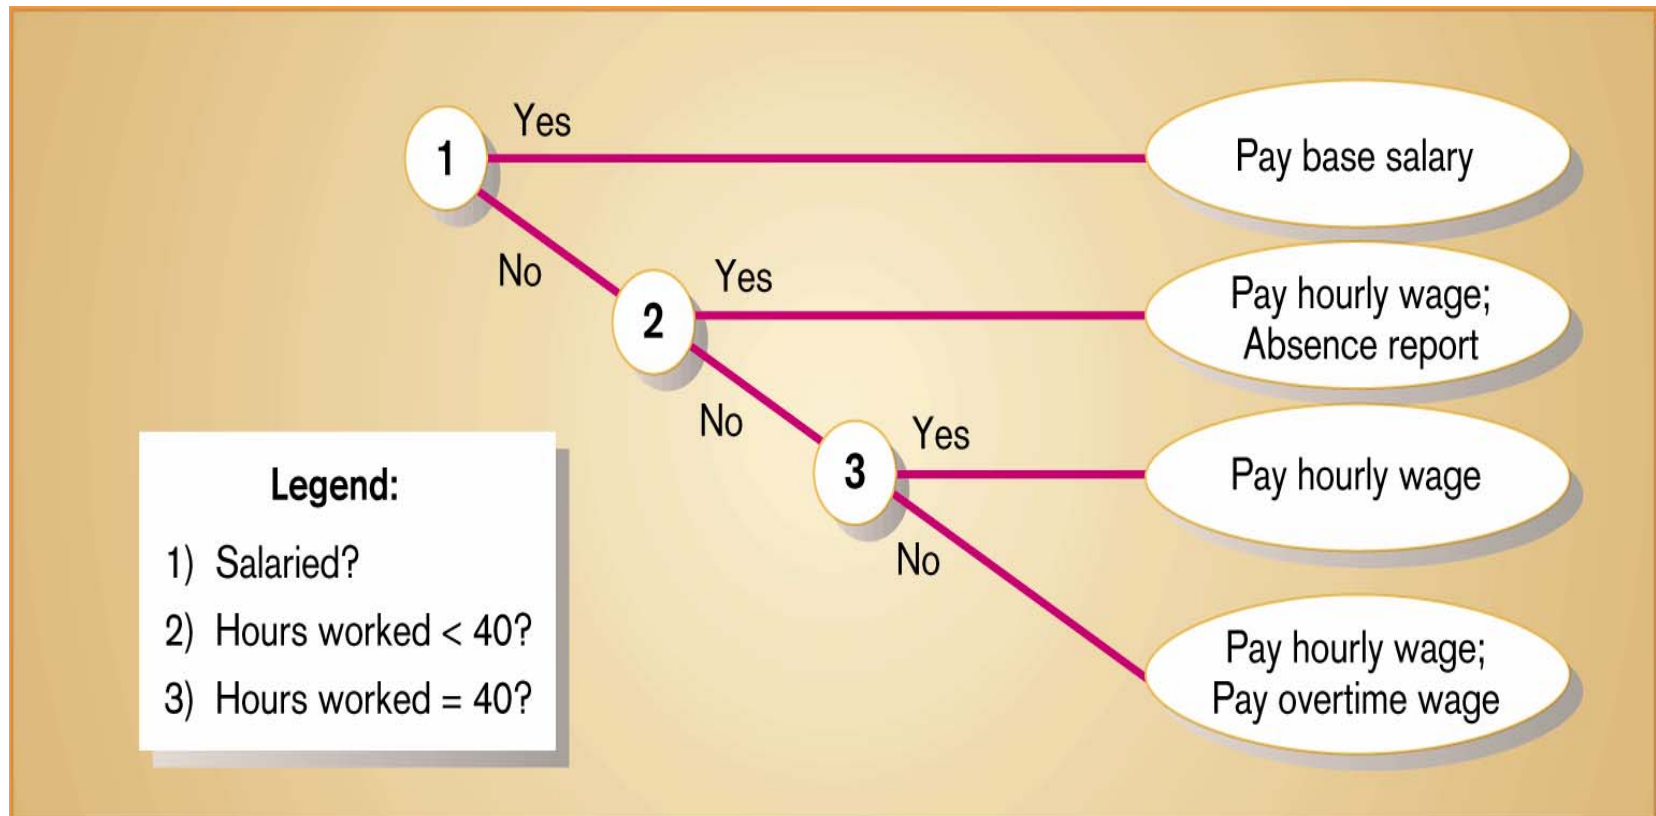 1
Yes
Pay base salary
No
2
Yes
Pay hourly wage;
Absence report
No
3
Yes
Pay hourly wage
No
Pay hourly wage;
Pay overtime wage
Legend:
1) Salaried?
2) Hours worked < 40?
3) Hours worked = 40?